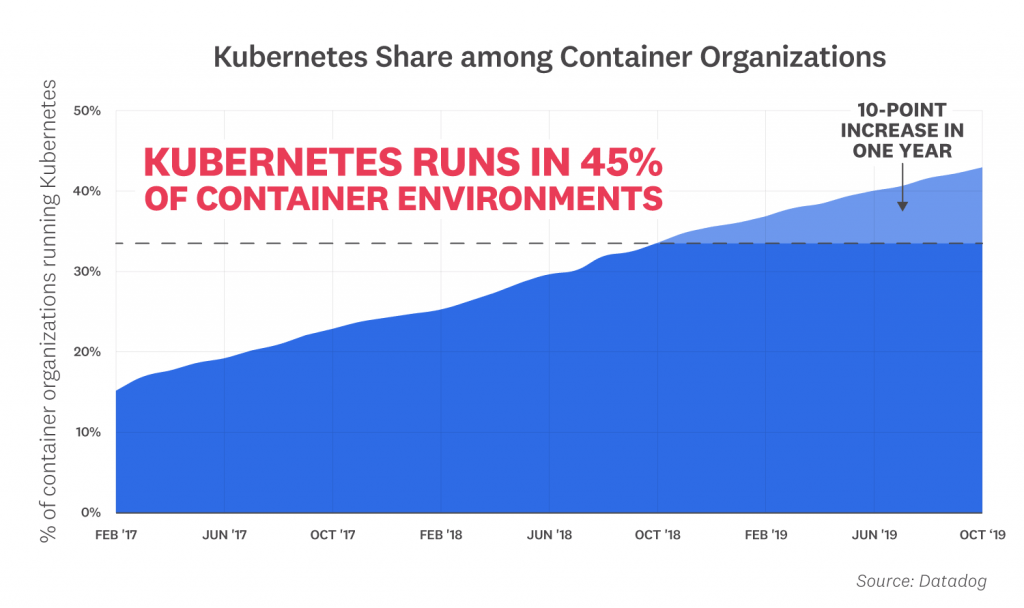 Kubernetes Share among Container Organizations
% of container organizations running Kubernetes
50%
40%
30%
20%
10%
0%
KUBERNETES RUNS IN 45%
OF CONTAINER ENVIRONMENTS
10-POINT
INCREASE IN
ONE YEAR
FEB '17
JUN '17
OCT '17
FEB '18
JUN '18
OCT '18
FEB '19
JUN '19
OCT '19
Source: Datadog